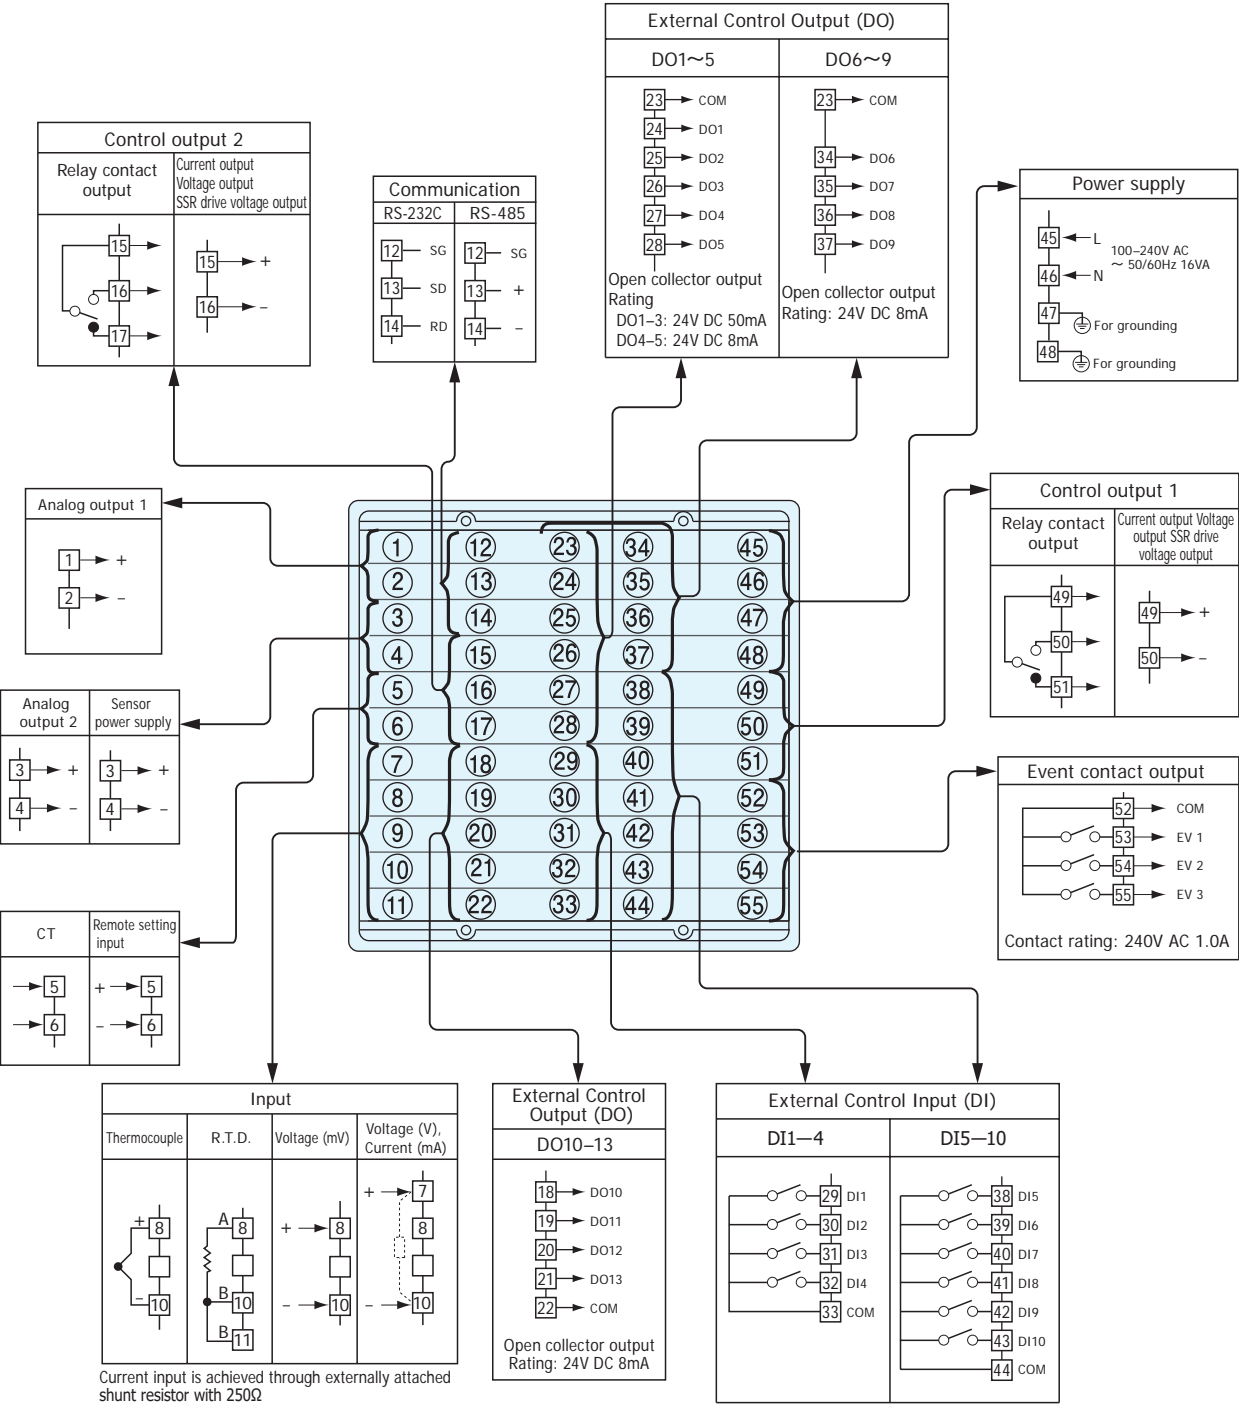 External Control Output (DO)
DO1~5
DO6~9
23 COM
24 DO1
25 DO2
26 DO3
27 DO4
28 DO5
Open collector output
Rating
DO1–3: 24V DC 50mA
DO4–5: 24V DC 8mA
23 COM
34 DO6
35 DO7
36 DO8
37 DO9
Open collector output
Rating: 24V DC 8mA
Control output 2
Relay contact
output
Current output
Voltage output
SSR drive voltage output
15
16
17
15 +
16 –
Communication
RS-232C RS-485
12 SG
13 SD
14 RD
12 SG
13 +
14 –
Power supply
45 L
46 N
100–240V AC
~ 50/60Hz 16VA
47 For grounding
48 For grounding
Analog output 1
1 +
2 –
Control output 1
Relay contact
output
Current output Voltage
output SSR drive
voltage output
49
50
51
49 +
50 –
1 12 23 34 45
2 13 24 35 46
3 14 25 36 47
4 15 26 37 48
5 16 27 38 49
6 17 28 39 50
7 18 29 40 51
8 19 30 41 52
9 20 31 42 53
10 21 32 43 54
11 22 33 44 55
Analog
output 2
Sensor
power supply
3 +
4 –
3 +
4 –
Event contact output
52 COM
53 EV 1
54 EV 2
55 EV 3
Contact rating: 240V AC 1.0A
CT
Remote setting
input
5
6
+ 5
– 6
Input
Thermocouple
R.T.D.
Voltage (mV)
Voltage (V),
Current (mA)
+ 8
– 10
A 8
B 10
B 11
+ 8
– 10
+ 7
8
– 10
Current input is achieved through externally attached
shunt resistor with 250Ω
External Control
Output (DO)
DO10–13
18 DO10
19 DO11
20 DO12
21 DO13
22 COM
Open collector output
Rating: 24V DC 8mA
External Control Input (DI)
DI1—4
DI5—10
29 DI1
30 DI2
31 DI3
32 DI4
33 COM
38 DI5
39 DI6
40 DI7
41 DI8
42 DI9
43 DI10
44 COM